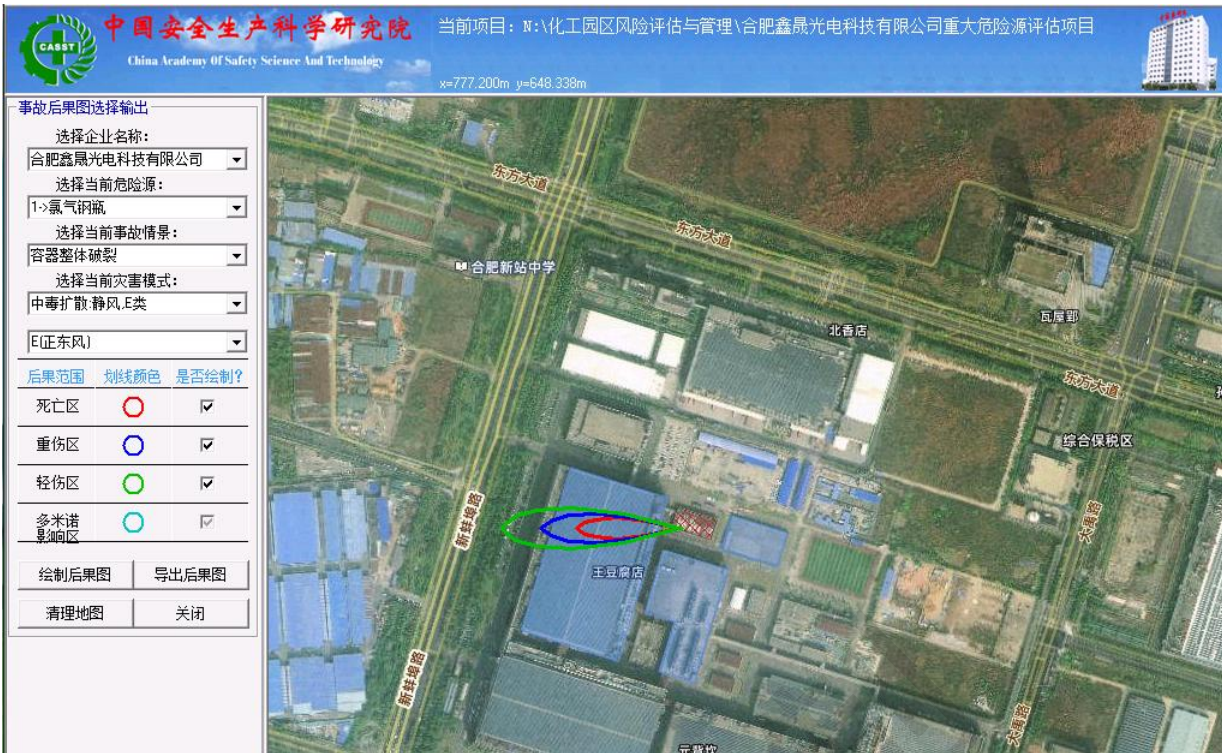 CASST
中国安全生产科学研究院
China Academy Of Safety Science And Technology
当前项目：N:\化工园区风险评估与管理\合肥鑫晟光电科技有限公司重大危险源评估项目
x=777.200m y=648.338m
事故后果图选择输出
选择企业名称：
合肥鑫晟光电科技有限公司
选择当前危险源：
1->氯气钢瓶
选择当前事故情景：
容器整体破裂
选择当前灾害模式：
中毒扩散:静风,E类
E(正东风)
后果范围 划线颜色 是否绘制?
死亡区
重伤区
轻伤区
多米诺
影响区
绘制后果图 导出后果图
清理地图 关闭
东方大道
东方大道
合肥新站中学
瓦屋郢
北香店
东方大道
综合保税区
新蚌埠路
大禹路
王豆腐店
新蚌埠路
大禹路
元背坎